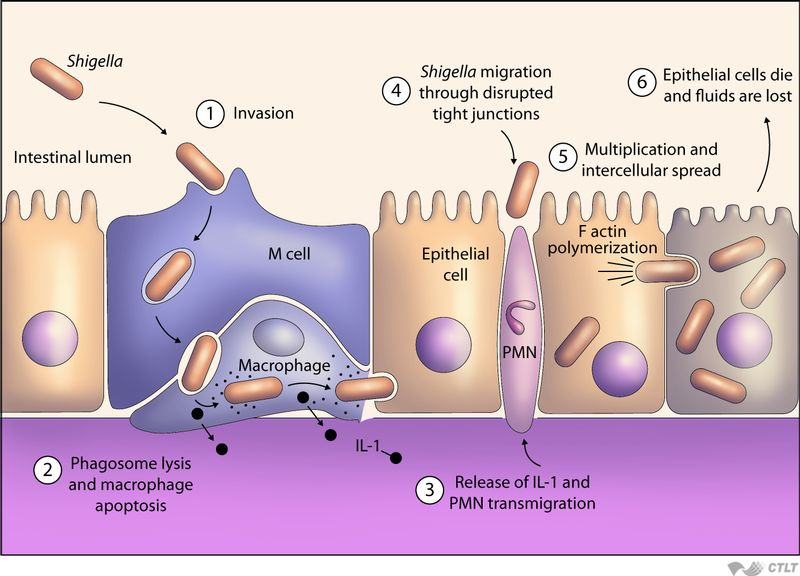 Shigella
1 Invasion
Intestinal lumen
M cell
Macrophage
IL-1
2 Phagosome lysis
and macrophage
apoptosis
3 Release of IL-1 and
PMN transmigration
4 Shigella migration
through disrupted
tight junctions
Epithelial
cell
PMN
5 Multiplication and
intercellular spread
F actin
polymerization
6 Epithelial cells die
and fluids are lost
CTLT